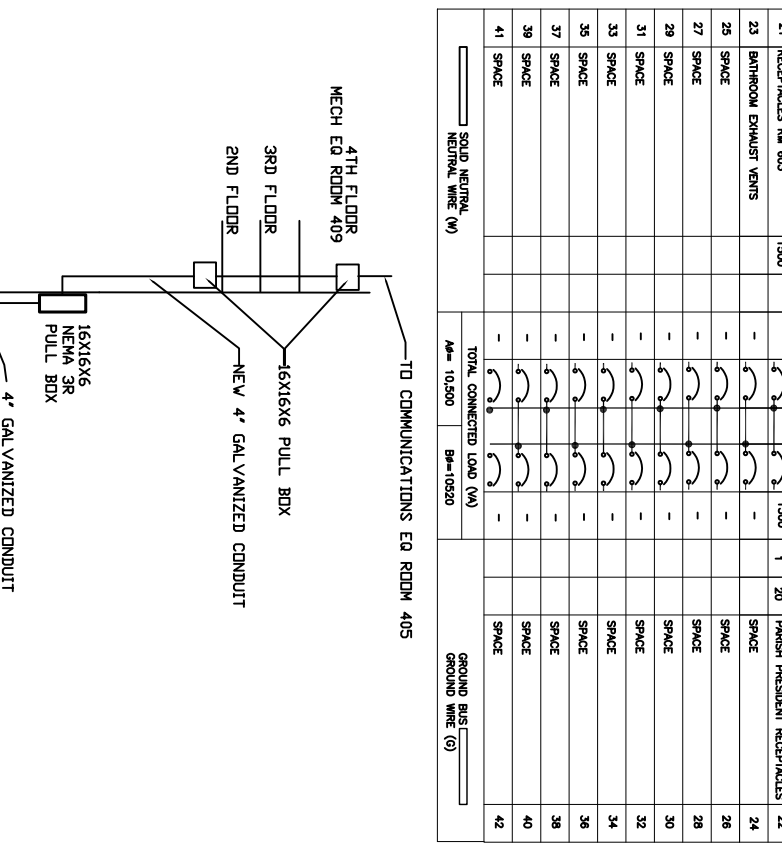 RECEPTACLES
1500 1 20 PARISH PRESIDENT RECEPTACLES 22
23 BATHROOM EXHAUST VENTS - - SPACE 24
25 SPACE - - SPACE 26
27 SPACE - - SPACE 28
29 SPACE - - SPACE 30
31 SPACE - - SPACE 32
33 SPACE - - SPACE 34
35 SPACE - - SPACE 36
37 SPACE - - SPACE 38
39 SPACE - - SPACE 40
41 SPACE - - SPACE 42
SOLID NEUTRAL
NEUTRAL WIRE (W)
TOTAL CONNECTED LOAD (VA)
AØ= 10,500 BØ=10520
GROUND BUS
GROUND WIRE (G)
TO COMMUNICATIONS EQ ROOM 405
4TH FLOOR
MECH EQ ROOM 409
3RD FLOOR
2ND FLOOR
16X16X6 PULL BOX
NEW 4" GALVANIZED CONDUIT
16X16X6
NEMA 3R
PULL BOX
4" GALVANIZED CONDUIT